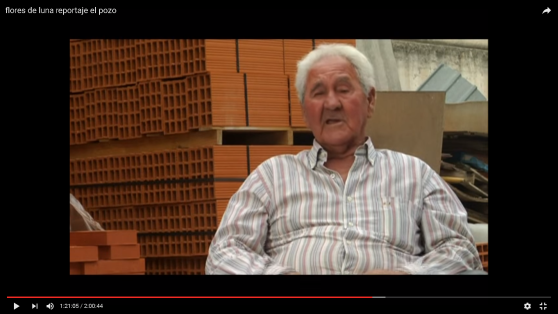 flores de luna reportaje el pozo
1:21:05 / 2:00:44